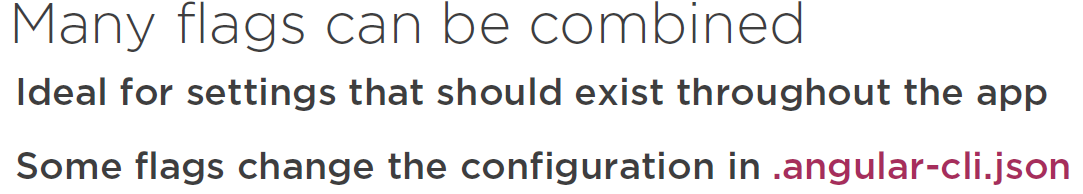 Many flags can be combined
Ideal for settings that should exist throughout the app
Some flags change the configuration in .angular-cli.json